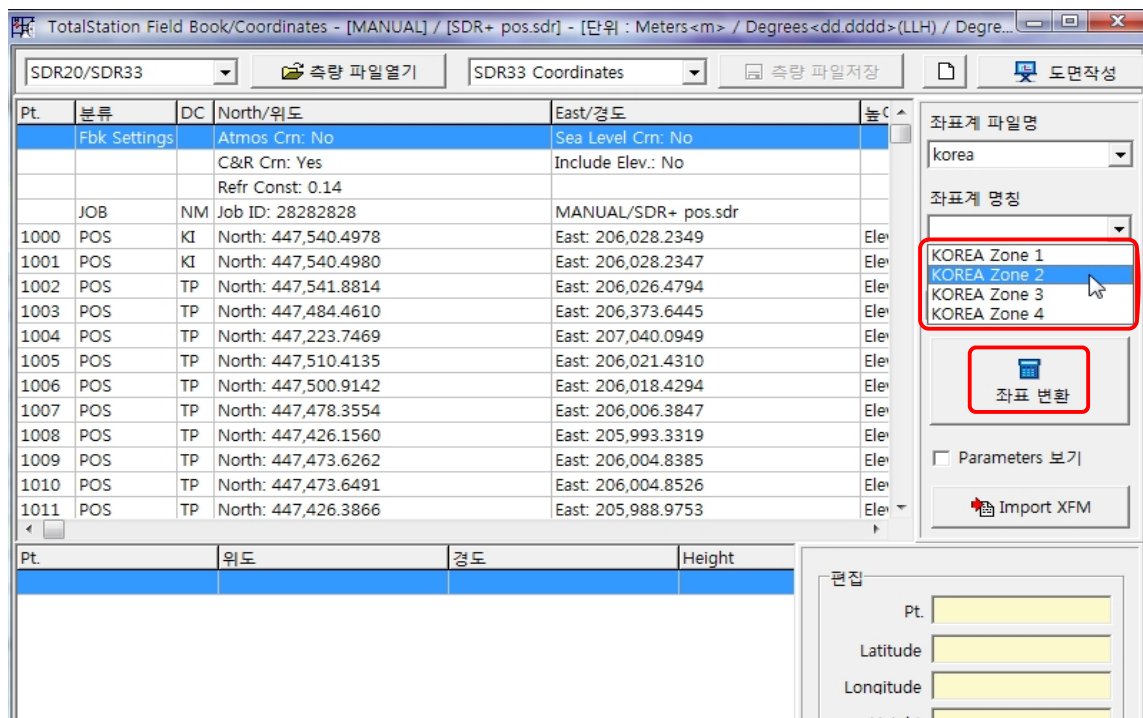 TotalStation Field Book/Coordinates - [MANUAL] / [SDR+ pos.sdr] - [단위 : Meters<m> / Degrees<dd.dddd>(LLH) / Degre...
SDR20/SDR33 측량 파일열기 SDR33 Coordinates 측량 파일저장 도면작성
Pt. 분류 DC North/위도 East/경도
Fbk Settings Atmos Crn: No Sea Level Crn: No
C&R Crn: Yes Include Elev.: No
Refr Const: 0.14
JOB NM Job ID: 28282828 MANUAL/SDR+ pos.sdr
1000 POS KI North: 447,540.4978 East: 206,028.2349
1001 POS KI North: 447,540.4980 East: 206,028.2347
1002 POS TP North: 447,541.8814 East: 206,026.4794
1003 POS TP North: 447,484.4610 East: 206,373.6445
1004 POS TP North: 447,223.7469 East: 207,040.0949
1005 POS TP North: 447,510.4135 East: 206,021.4310
1006 POS TP North: 447,500.9142 East: 206,018.4294
1007 POS TP North: 447,478.3554 East: 206,006.3847
1008 POS TP North: 447,426.1560 East: 205,993.3319
1009 POS TP North: 447,473.6262 East: 206,004.8385
1010 POS TP North: 447,473.6491 East: 206,004.8526
1011 POS TP North: 447,426.3866 East: 205,988.9753
좌표계 파일명
korea
좌표계 명칭
KOREA Zone 1
KOREA Zone 2
KOREA Zone 3
KOREA Zone 4
좌표 변환
Parameters 보기
Import XFM
Pt. 위도 경도 Height
편집
Pt.
Latitude
Longitude